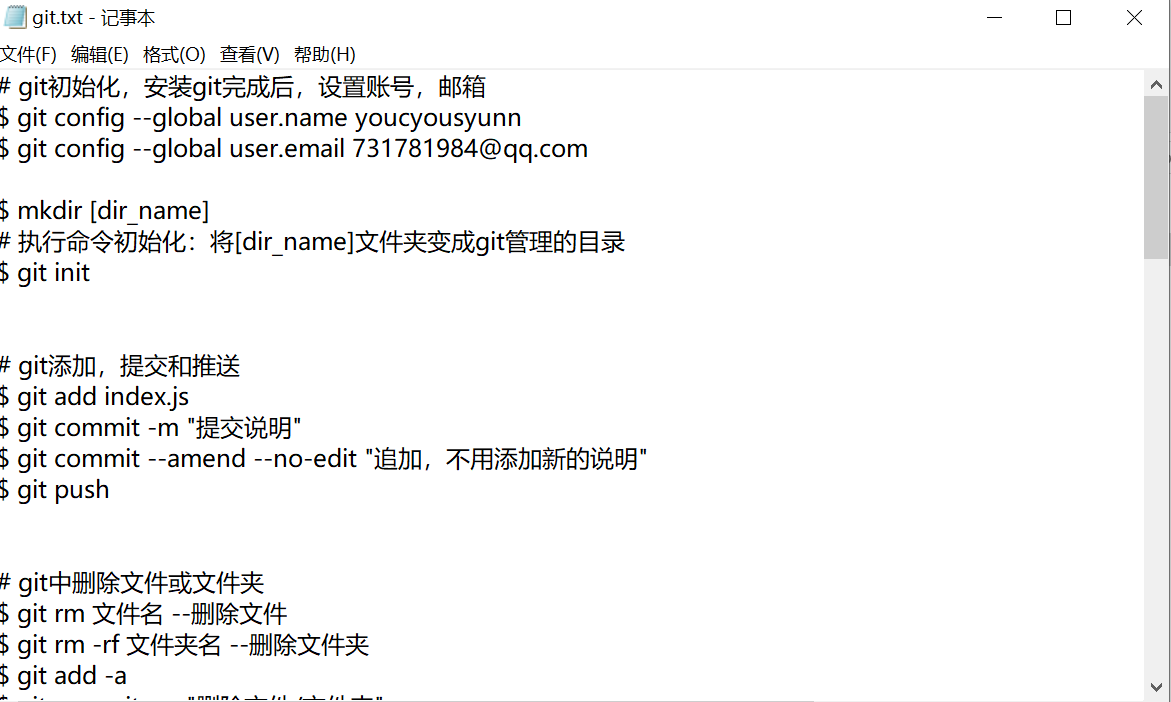 git.txt - 记事本
文件(F) 编辑(E) 格式(O) 查看(V) 帮助(H)
# git初始化，安装git完成后，设置账号，邮箱
$ git config --global user.name youcyousyunn
$ git config --global user.email 731781984@qq.com
$ mkdir [dir_name]
# 执行命令初始化：将[dir_name]文件夹变成git管理的目录
$ git init
# git添加，提交和推送
$ git add index.js
$ git commit -m "提交说明"
$ git commit --amend --no-edit "追加，不用添加新的说明"
$ git push
# git中删除文件或文件夹
$ git rm 文件名 --删除文件
$ git rm -rf 文件夹名 --删除文件夹
$ git add -a